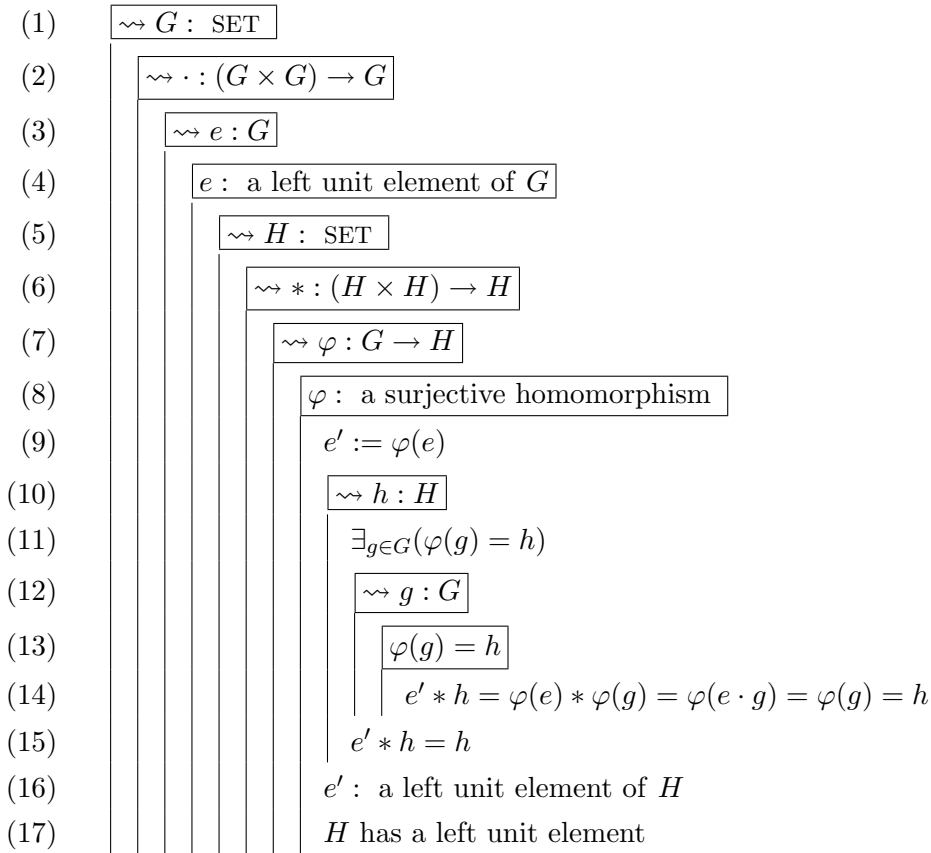 (1) ⇝ G : SET
(2) ⇝ · : (G × G) → G
(3) ⇝ e : G
(4) e : a left unit element of G
(5) ⇝ H : SET
(6) ⇝ ∗ : (H × H) → H
(7) ⇝ φ : G → H
(8) φ : a surjective homomorphism
(9) e′ := φ(e)
(10) ⇝ h : H
(11) ∃g∈G(φ(g) = h)
(12) ⇝ g : G
(13) φ(g) = h
(14) e′ ∗ h = φ(e) ∗ φ(g) = φ(e · g) = φ(g) = h
(15) e′ ∗ h = h
(16) e′ : a left unit element of H
(17) H has a left unit element